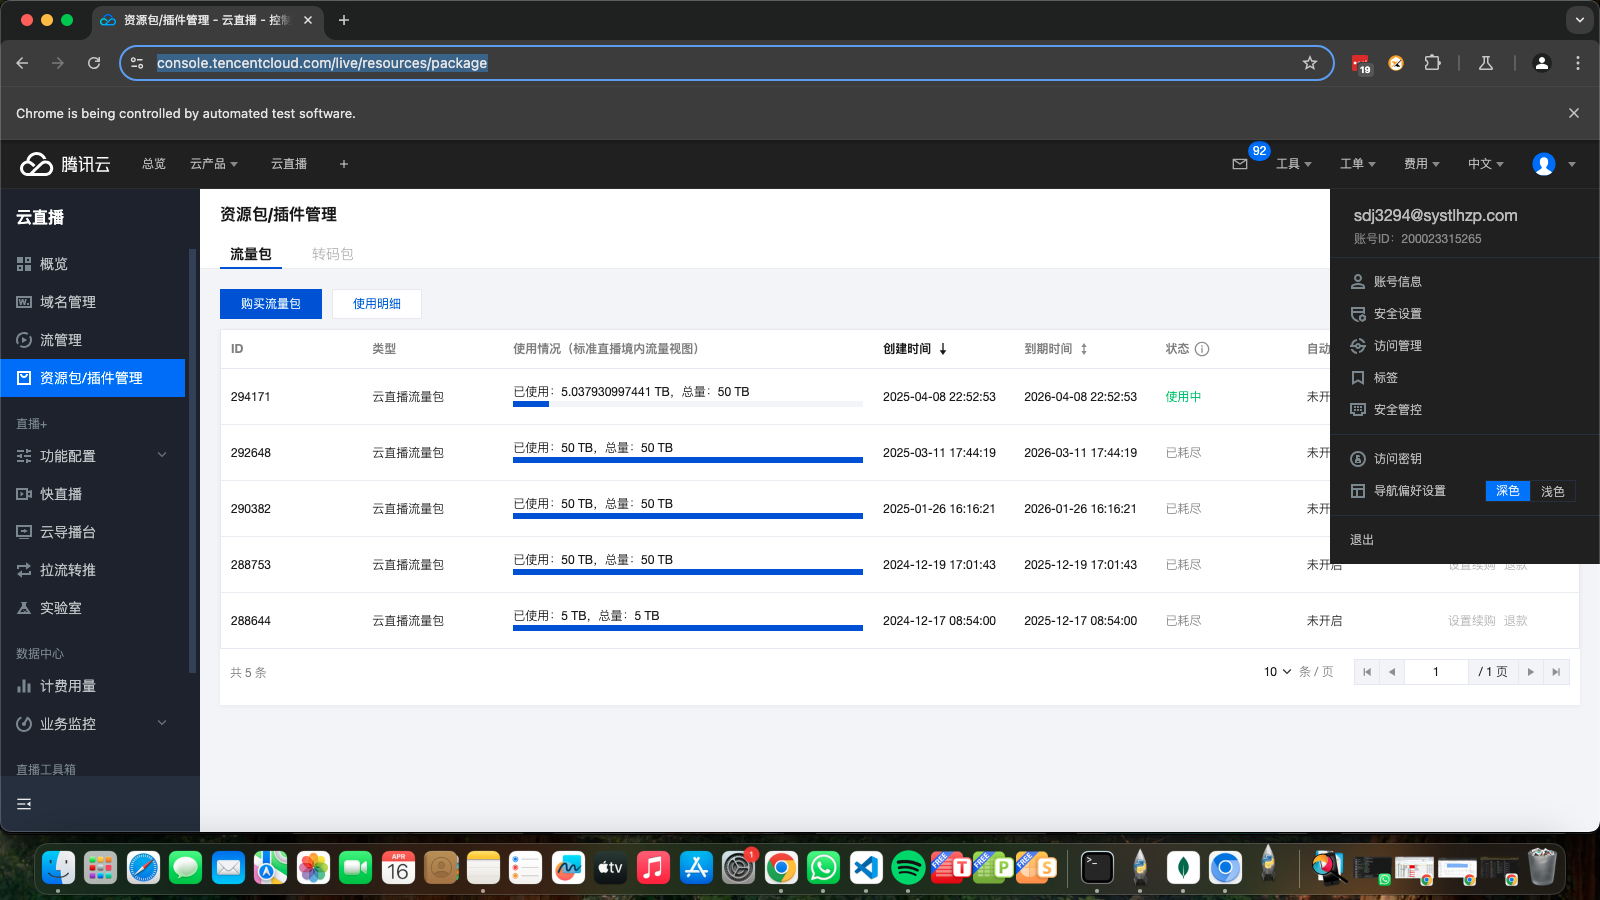 资源包/插件管理 - 云直播 - 控制
console.tencentcloud.com/live/resources/package
19
Chrome is being controlled by automated test software.
腾讯云
总览
云产品
云直播
92
工具
工单
费用
中文
云直播
概览
域名管理
流管理
资源包/插件管理
直播+
功能配置
快直播
云导播台
拉流转推
实验室
数据中心
计费用量
业务监控
直播工具箱
资源包/插件管理
流量包 转码包
购买流量包 使用明细
ID 类型 使用情况（标准直播境内流量视图） 创建时间 到期时间 状态 自动
294171 云直播流量包 已使用：5.037930997441 TB，总量：50 TB 2025-04-08 22:52:53 2026-04-08 22:52:53 使用中 未开
292648 云直播流量包 已使用：50 TB，总量：50 TB 2025-03-11 17:44:19 2026-03-11 17:44:19 已耗尽 未开
290382 云直播流量包 已使用：50 TB，总量：50 TB 2025-01-26 16:16:21 2026-01-26 16:16:21 已耗尽 未开
288753 云直播流量包 已使用：50 TB，总量：50 TB 2024-12-19 17:01:43 2025-12-19 17:01:43 已耗尽 未开启 设置续购 退款
288644 云直播流量包 已使用：5 TB，总量：5 TB 2024-12-17 08:54:00 2025-12-17 08:54:00 已耗尽 未开启 设置续购 退款
共 5 条
10 条 / 页
1 / 1 页
sdj3294@systlhzp.com
账号ID：200023315265
账号信息
安全设置
访问管理
标签
安全管控
访问密钥
导航偏好设置 深色 浅色
退出
APR
16
tv
1
FREE T
FREE P
FREE S